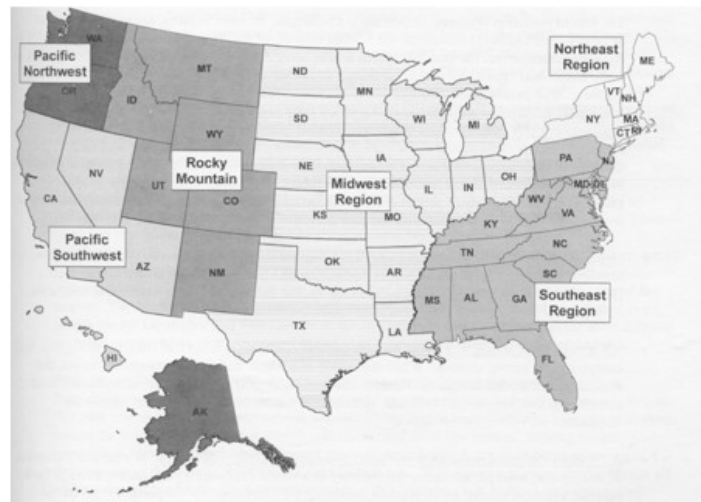 WA
Pacific
Northwest
OR
MT
ID
WY
ND
SD
NE
KS
OK
TX
MN
IA
MO
AR
LA
WI
IL
MI
IN
OH
Midwest
Region
Northeast
Region
ME
VT
NH
MA
RI
CT
NY
PA
NJ
MD
DE
WV
VA
KY
TN
NC
SC
MS
AL
GA
FL
Southeast
Region
Rocky
Mountain
UT
CO
NM
NV
CA
AZ
Pacific
Southwest
HI
AK